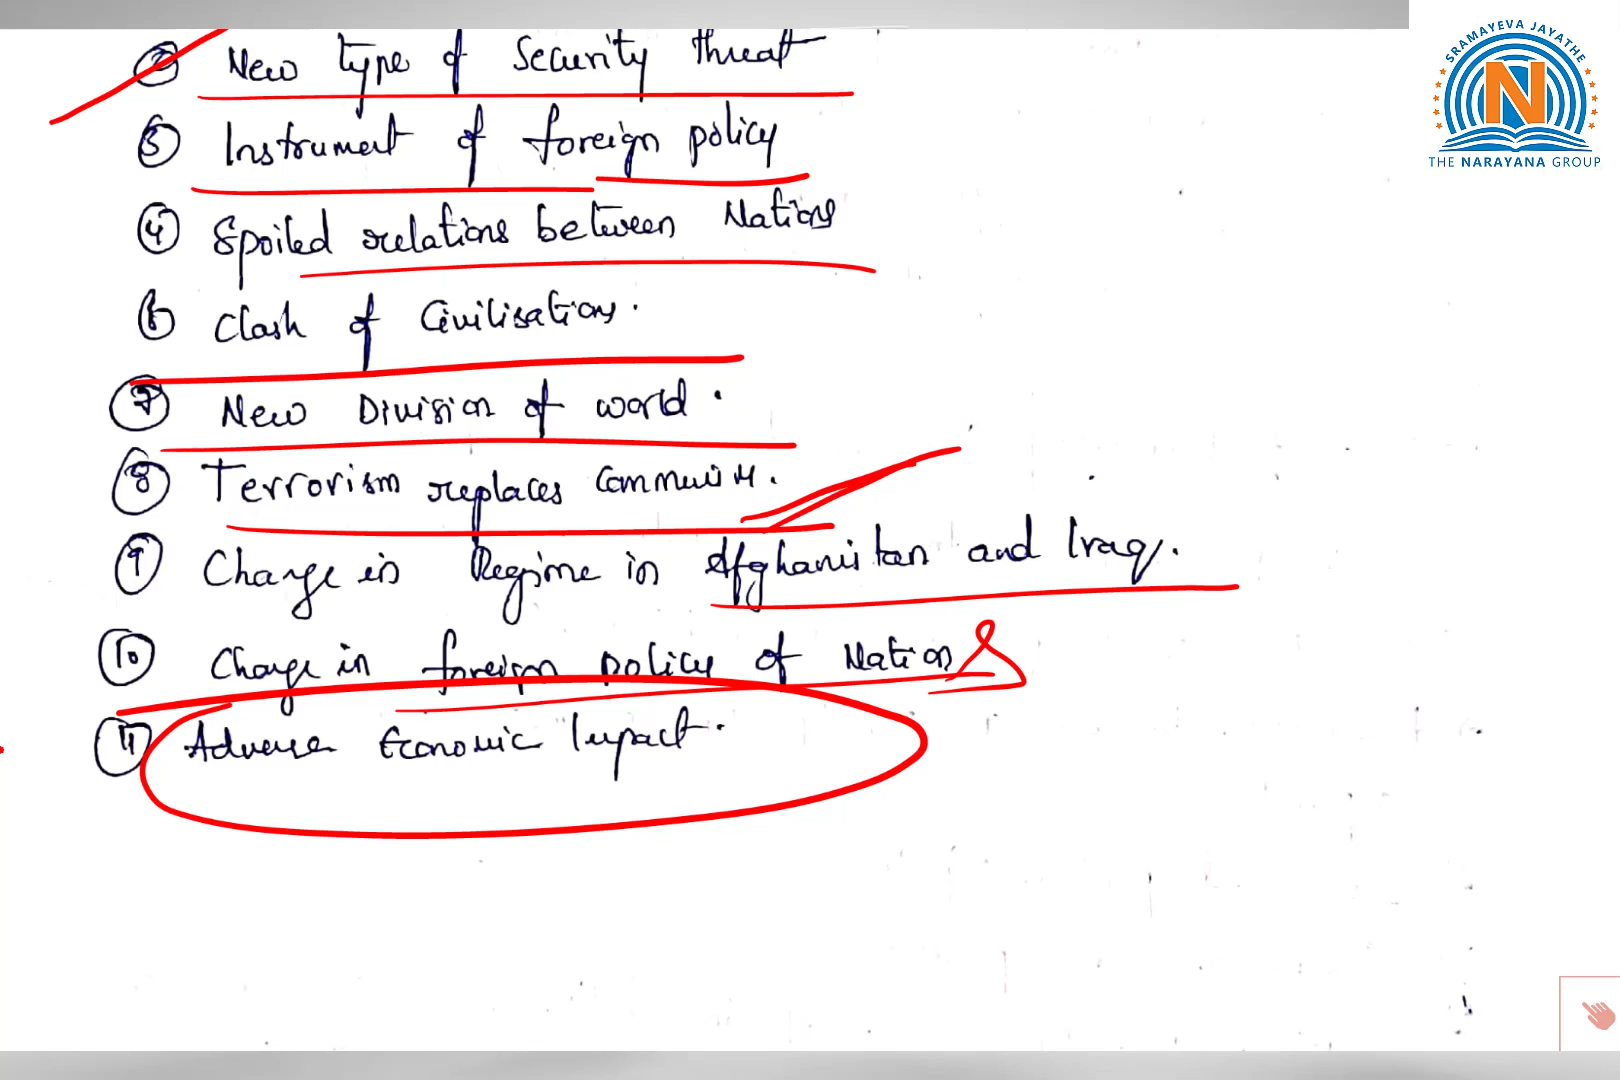 ② New type of Security threat
③ Instrument of foreign policy
④ Spoiled relations between Nations
⑥ Clash of Civilisations.
⑦ New Division of world.
⑧ Terrorism replaces Communism.
⑨ Change in Regime in Afghanistan and Iraq.
⑩ Change in foreign policy of Nations
⑪ Adverse Economic Impact.
SRAMAYEVA JAYATHE
N
THE NARAYANA GROUP